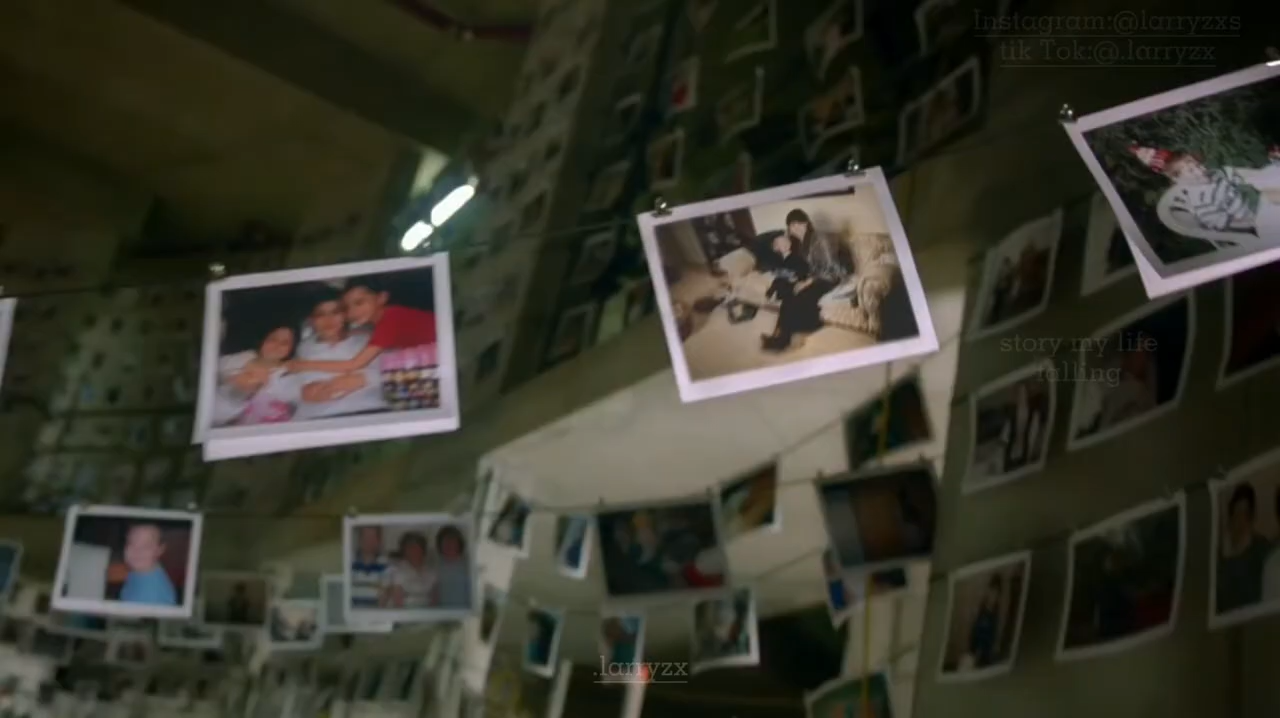 Instagram:@larryzxs
tik Tok:@.larryzx
story my life
falling
.larryzx